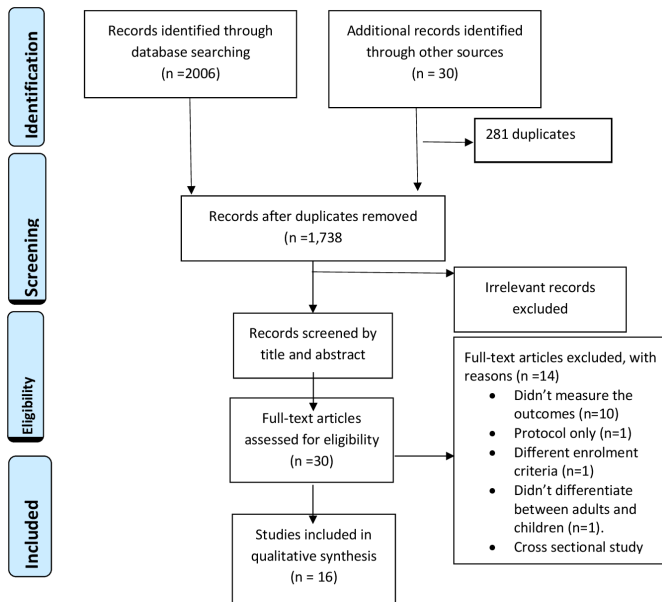 Identification
Records identified through
database searching
(n =2006)
Additional records identified
through other sources
(n = 30)
281 duplicates
Screening
Records after duplicates removed
(n =1,738
Irrelevant records
excluded
Records screened by
title and abstract
Eligibility
Full-text articles
assessed for eligibility
(n =30)
Full-text articles excluded, with
reasons (n =14)
• Didn’t measure the
outcomes (n=10)
• Protocol only (n=1)
• Different enrolment
criteria (n=1)
• Didn’t differentiate
between adults and
children (n=1).
• Cross sectional study
Included
Studies included in
qualitative synthesis
(n = 16)